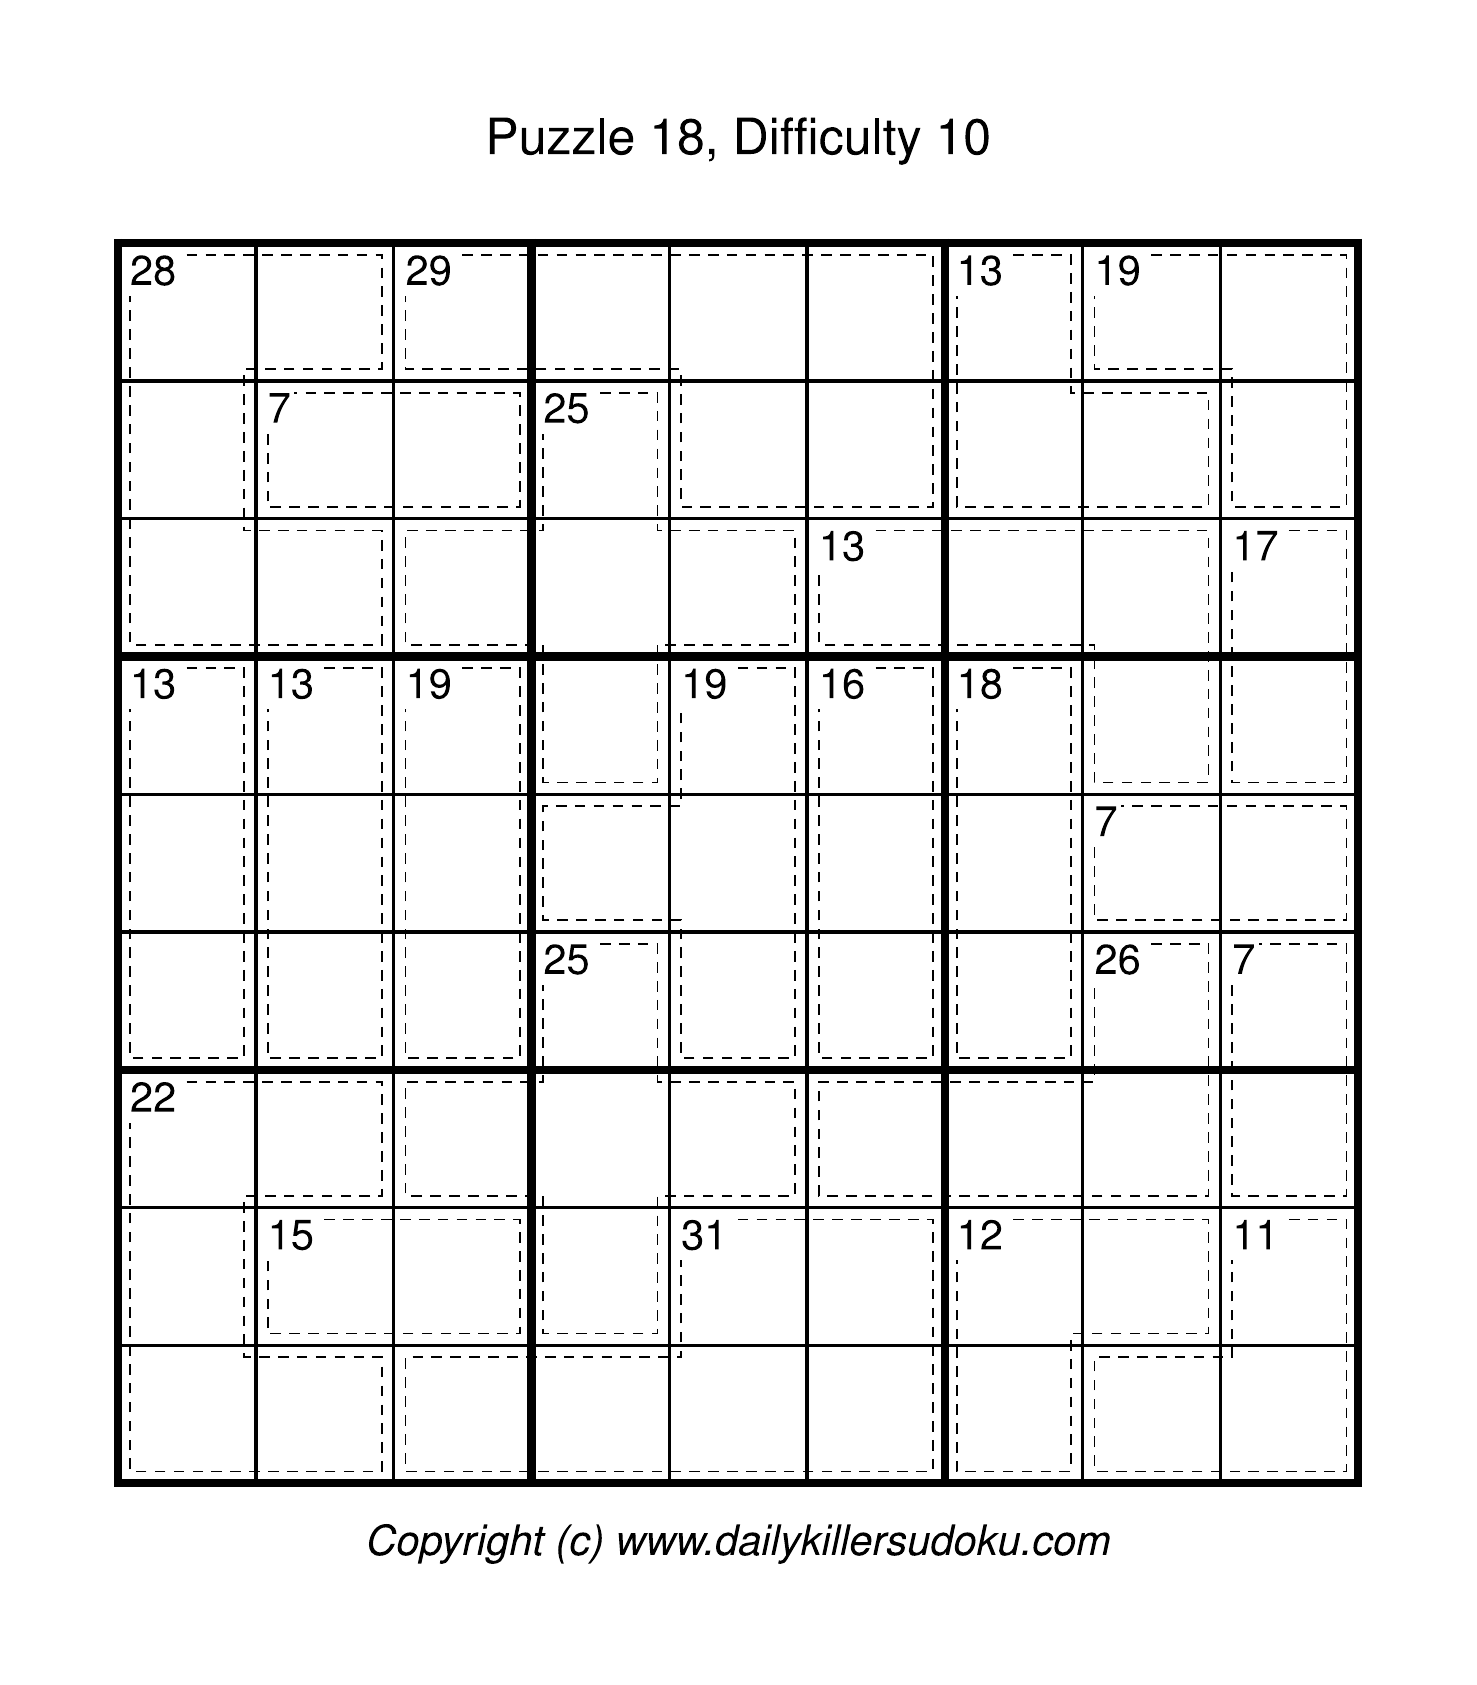 Puzzle 18, Difficulty 10
28 29 13 19
7 25
13 17
13 13 19 19 16 18
7
25 26 7
22
15 31 12 11
Copyright (c) www.dailykillersudoku.com